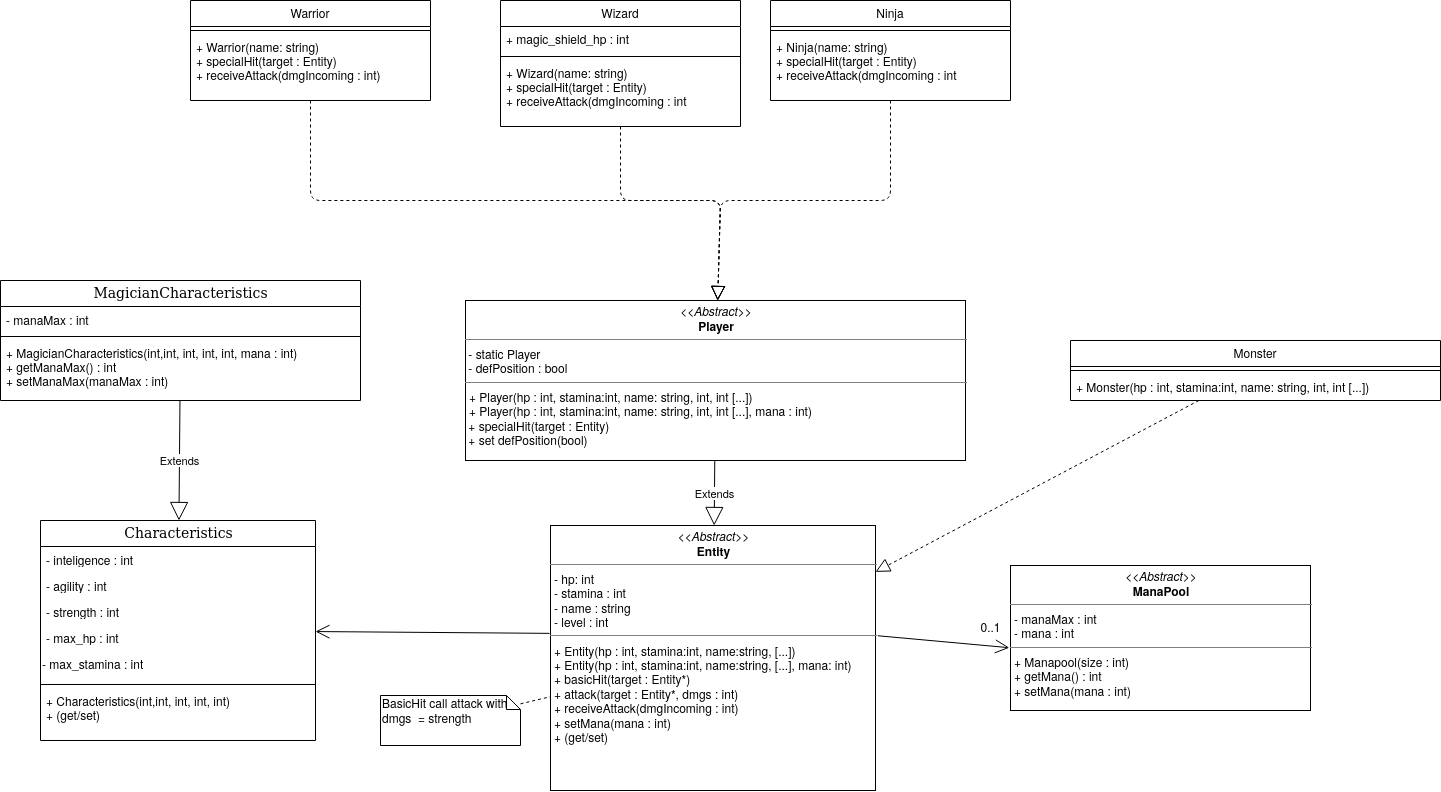 Warrior
+ Warrior(name: string)
+ specialHit(target : Entity)
+ receiveAttack(dmgIncoming : int)
Wizard
+ magic_shield_hp : int
+ Wizard(name: string)
+ specialHit(target : Entity)
+ receiveAttack(dmgIncoming : int
Ninja
+ Ninja(name: string)
+ specialHit(target : Entity)
+ receiveAttack(dmgIncoming : int
MagicianCharacteristics
- manaMax : int
+ MagicianCharacteristics(int,int, int, int, int, mana : int)
+ getManaMax() : int
+ setManaMax(manaMax : int)
<<Abstract>>
Player
- static Player
- defPosition : bool
+ Player(hp : int, stamina:int, name: string, int, int [...])
+ Player(hp : int, stamina:int, name: string, int, int [...], mana : int)
+ specialHit(target : Entity)
+ set defPosition(bool)
Monster
+ Monster(hp : int, stamina:int, name: string, int, int [...])
Extends
Extends
Characteristics
- inteligence : int
- agility : int
- strength : int
- max_hp : int
- max_stamina : int
+ Characteristics(int,int, int, int, int)
+ (get/set)
BasicHit call attack with
dmgs = strength
<<Abstract>>
Entity
- hp: int
- stamina : int
- name : string
- level : int
+ Entity(hp : int, stamina:int, name:string, [...])
+ Entity(hp : int, stamina:int, name:string, [...], mana: int)
+ basicHit(target : Entity*)
+ attack(target : Entity*, dmgs : int)
+ receiveAttack(dmgIncoming : int)
+ setMana(mana : int)
+ (get/set)
0..1
<<Abstract>>
ManaPool
- manaMax : int
- mana : int
+ Manapool(size : int)
+ getMana() : int
+ setMana(mana : int)